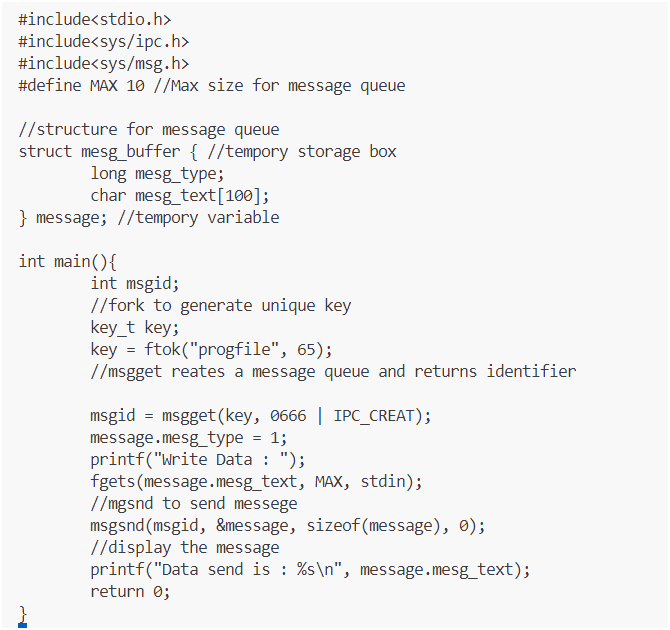 #include<stdio.h>
#include<sys/ipc.h>
#include<sys/msg.h>
#define MAX 10 //Max size for message queue
//structure for message queue
struct mesg_buffer { //tempory storage box
long mesg_type;
char mesg_text[100];
} message; //tempory variable
int main(){
int msgid;
//fork to generate unique key
key_t key;
key = ftok("progfile", 65);
//msgget reates a message queue and returns identifier
msgid = msgget(key, 0666 | IPC_CREAT);
message.mesg_type = 1;
printf("Write Data : ");
fgets(message.mesg_text, MAX, stdin);
//mgsnd to send messege
msgsnd(msgid, &message, sizeof(message), 0);
//display the message
printf("Data send is : %s\n", message.mesg_text);
return 0;
}